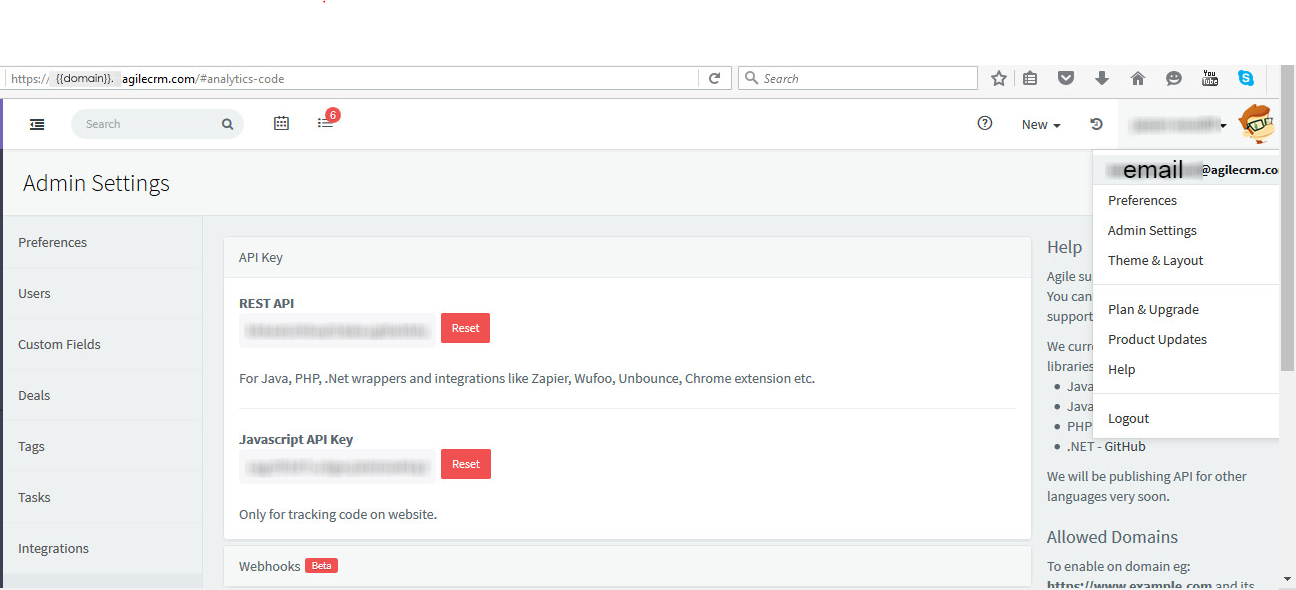 https:// {{domain}}. agilecrm.com/#analytics-code
Search
You
Tube
Search
6
New
Admin Settings
email @agilecrm.co
Preferences
Admin Settings
Theme & Layout
Plan & Upgrade
Product Updates
Help
Logout
Preferences
Users
Custom Fields
Deals
Tags
Tasks
Integrations
API Key
REST API
Reset
For Java, PHP, .Net wrappers and integrations like Zapier, Wufoo, Unbounce, Chrome extension etc.
Javascript API Key
Reset
Only for tracking code on website.
Webhooks Beta
Help
Agile su
You can
support
We curr
libraries
Java
Java
PHP
.NET - GitHub
We will be publishing API for other
languages very soon.
Allowed Domains
To enable on domain eg:
https://www.example.com and its